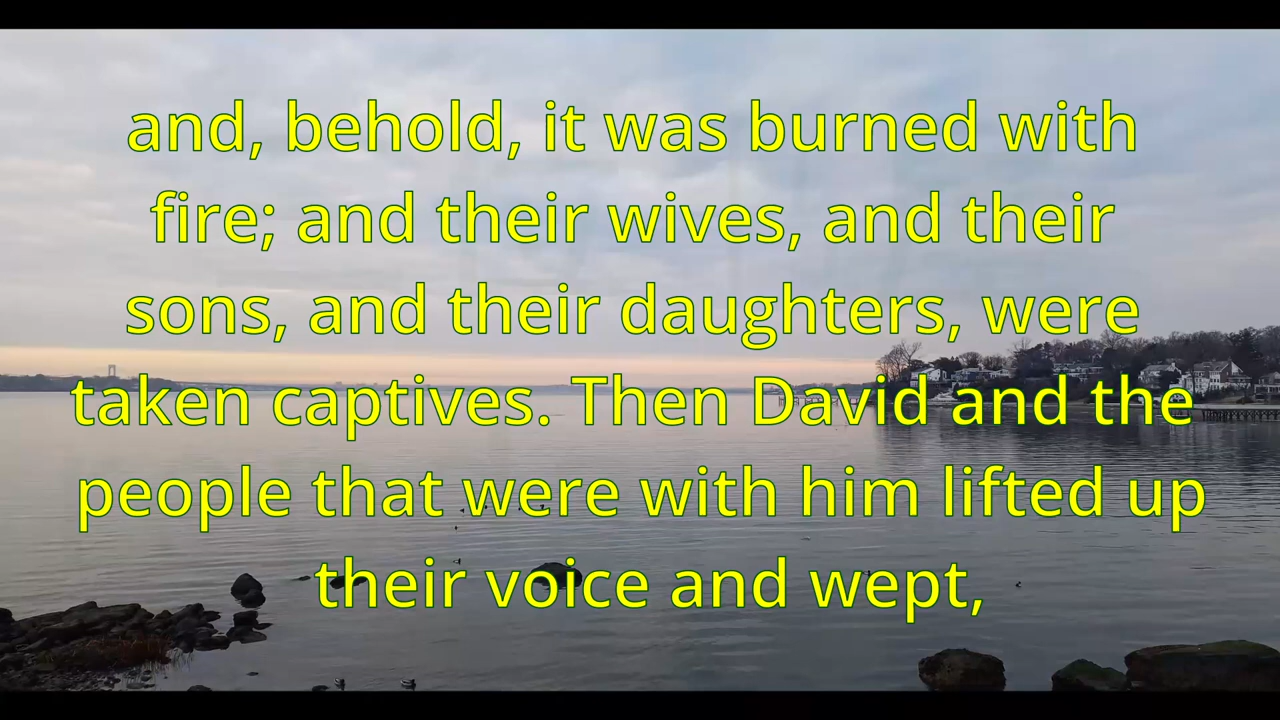 and, behold, it was burned with
fire; and their wives, and their
sons, and their daughters, were
taken captives. Then David and the
people that were with him lifted up
their voice and wept,